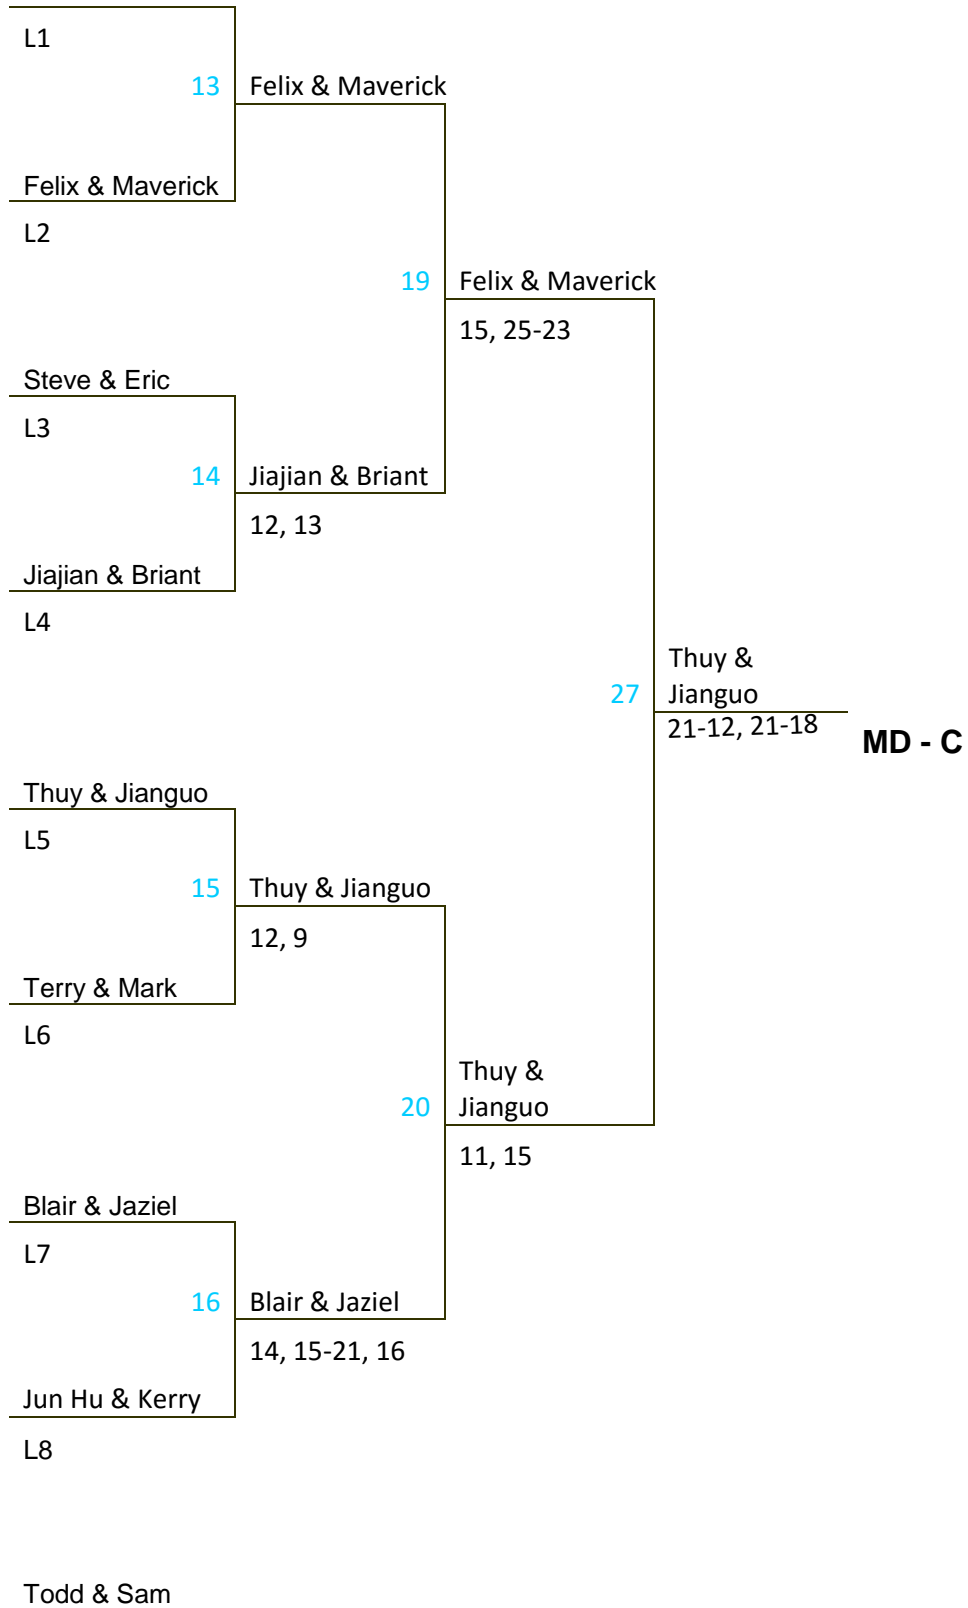 L1
13
Felix & Maverick
Felix & Maverick
L2
19
Felix & Maverick
15, 25-23
Steve & Eric
L3
14
Jiajian & Briant
12, 13
Jiajian & Briant
L4
Thuy &
Jianguo
27
21-12, 21-18
MD - C
Thuy & Jianguo
L5
15
Thuy & Jianguo
12, 9
Terry & Mark
L6
Thuy &
Jianguo
20
11, 15
Blair & Jaziel
L7
16
Blair & Jaziel
14, 15-21, 16
Jun Hu & Kerry
L8
Todd & Sam